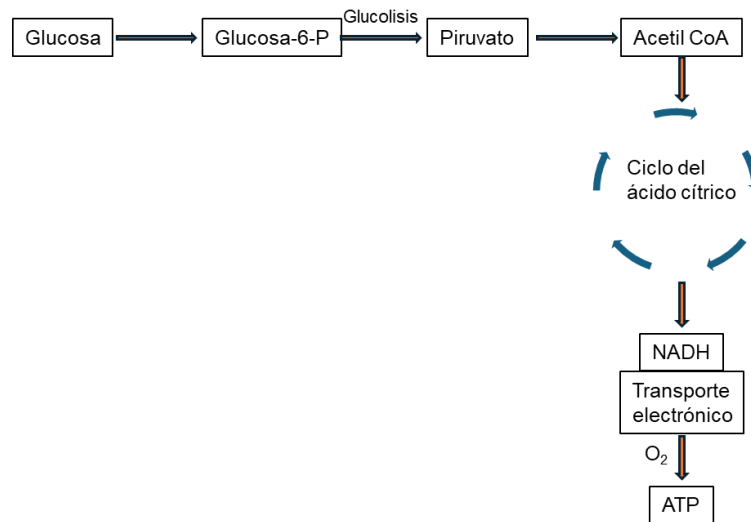 Glucolisis
Glucosa
Glucosa-6-P
Piruvato
Acetil CoA
Ciclo del
ácido cítrico
NADH
Transporte
electrónico
O₂
ATP